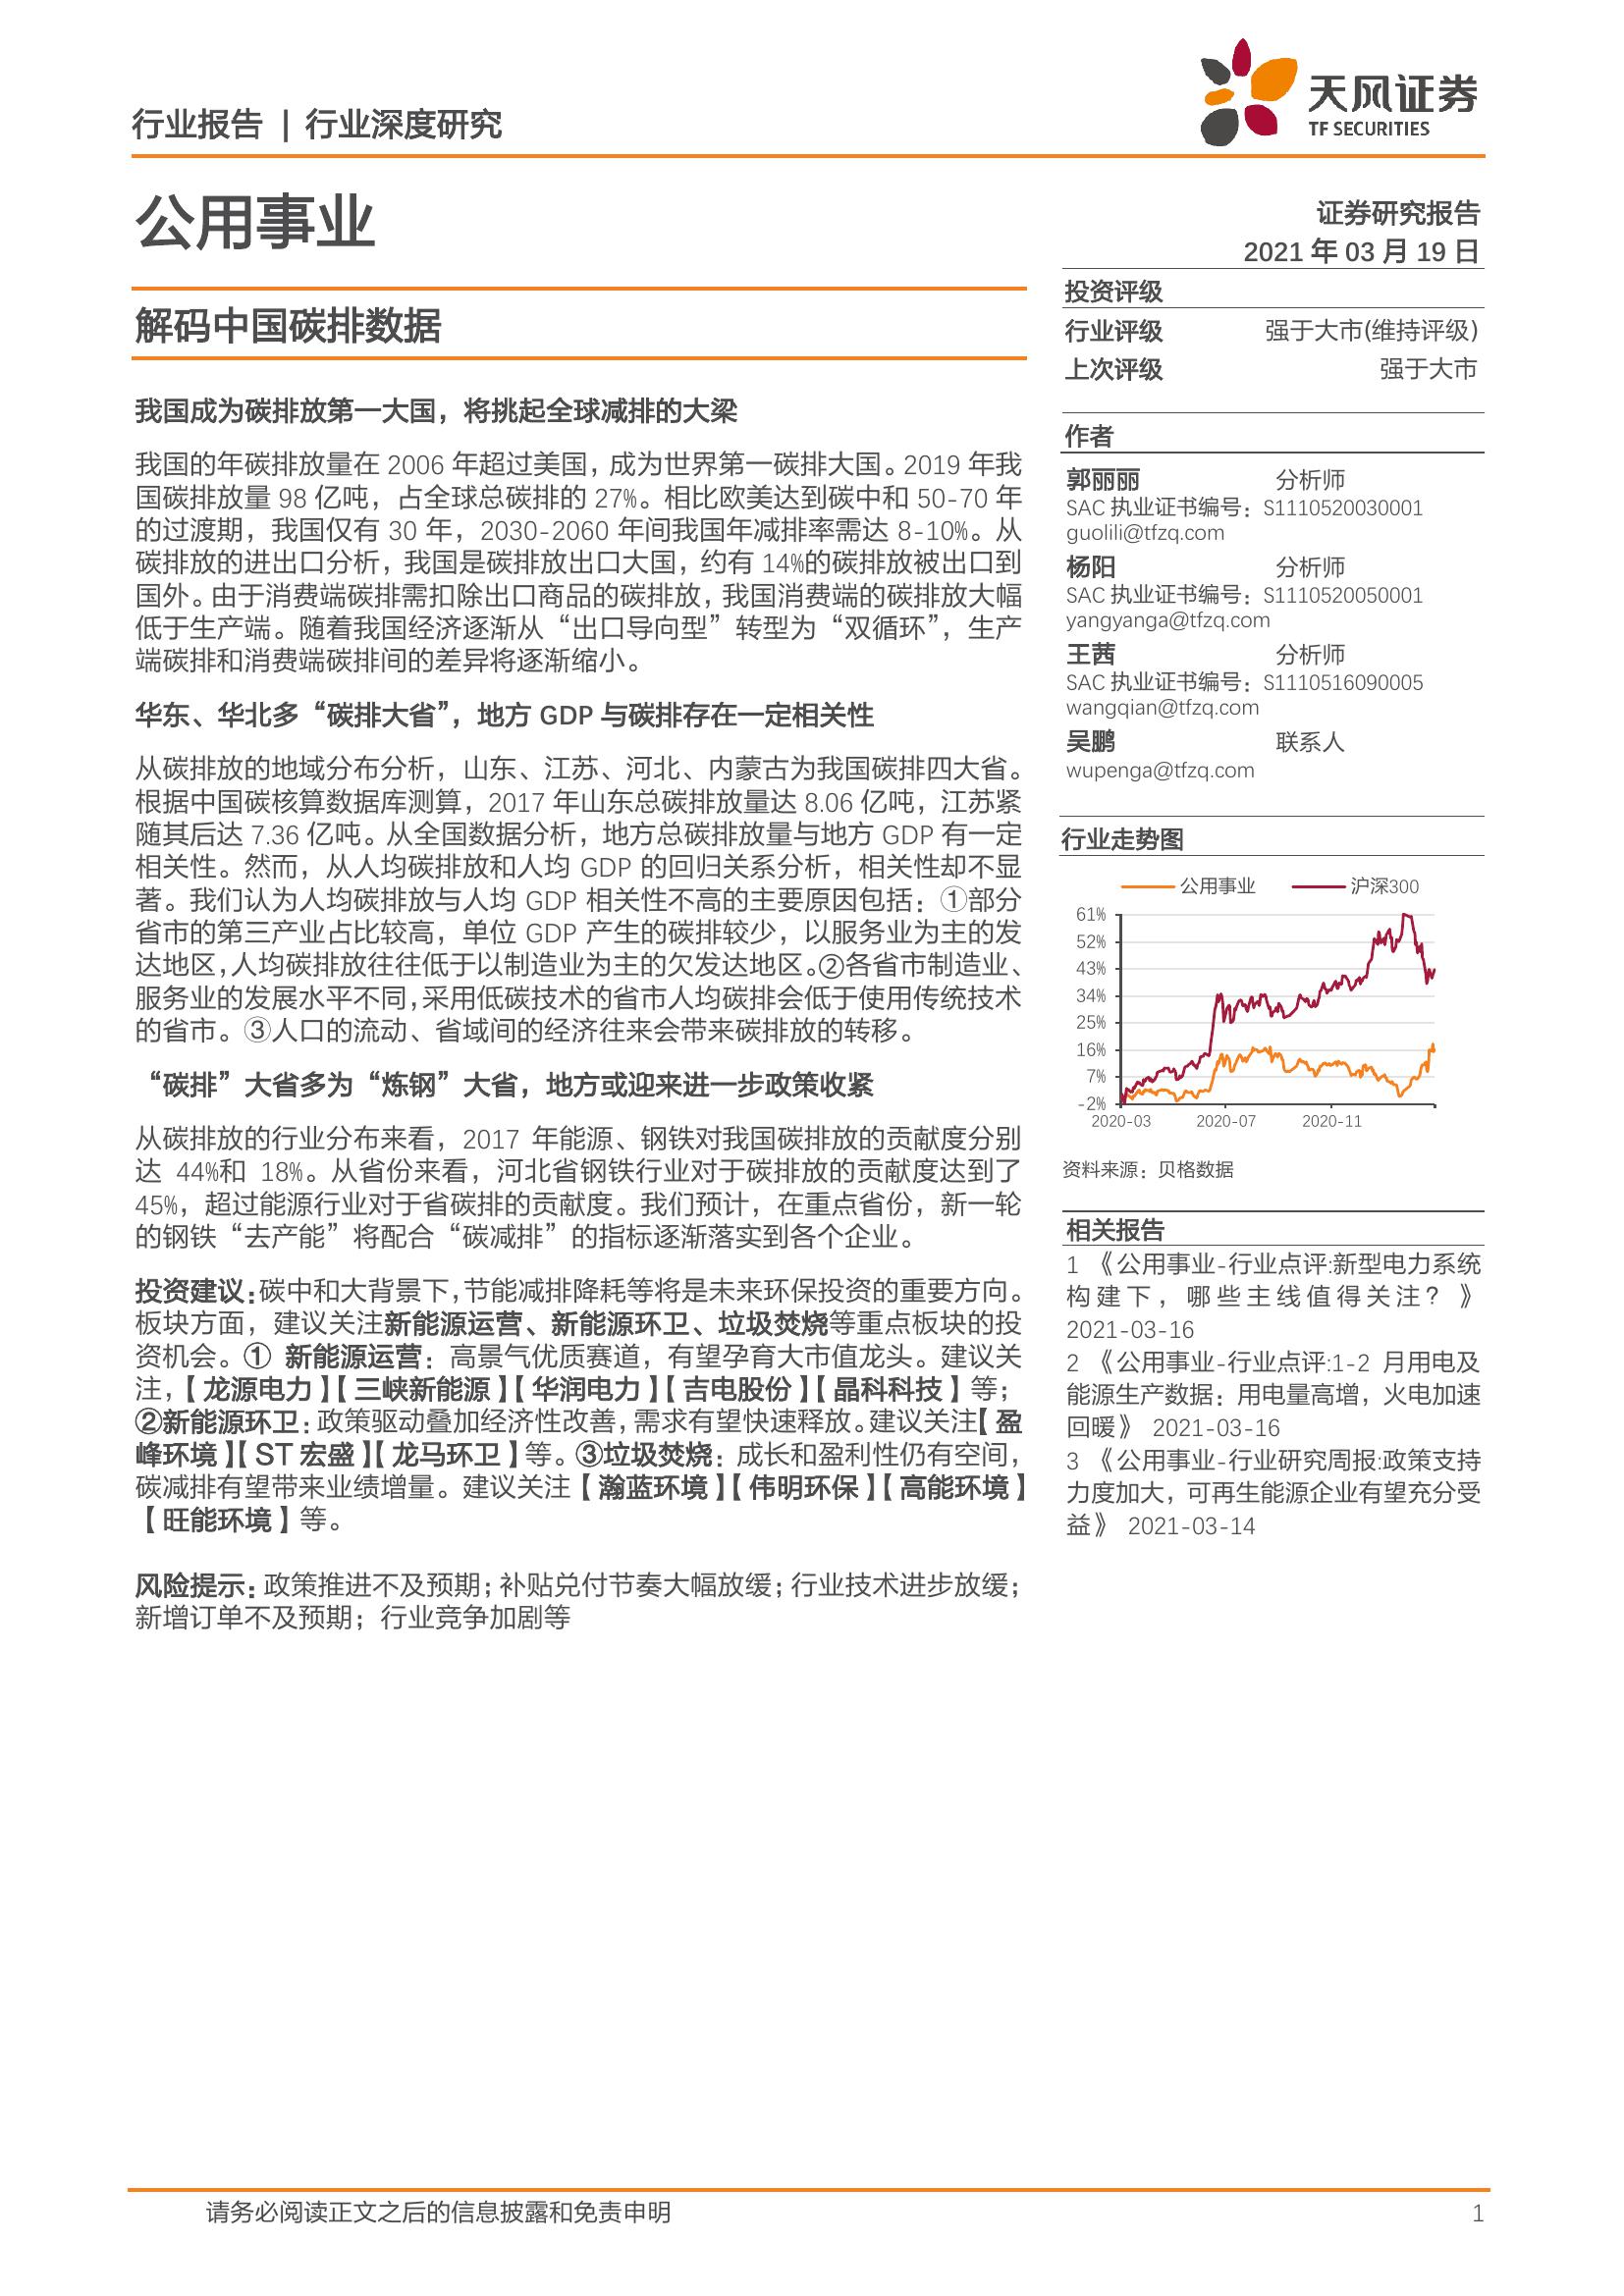 行业报告 | 行业深度研究
天风证券
TF SECURITIES
公用事业
证券研究报告
2021 年 03 月 19 日
解码中国碳排数据
我国成为碳排放第一大国，将挑起全球减排的大梁
我国的年碳排放量在 2006 年超过美国，成为世界第一碳排大国。2019 年我
国碳排放量 98 亿吨，占全球总碳排的 27%。相比欧美达到碳中和 50-70 年
的过渡期，我国仅有 30 年，2030-2060 年间我国年减排率需达 8-10%。从
碳排放的进出口分析，我国是碳排放出口大国，约有 14%的碳排放被出口到
国外。由于消费端碳排需扣除出口商品的碳排放，我国消费端的碳排放大幅
低于生产端。随着我国经济逐渐从“出口导向型”转型为“双循环”，生产
端碳排和消费端碳排间的差异将逐渐缩小。
华东、华北多“碳排大省”，地方 GDP 与碳排存在一定相关性
从碳排放的地域分布分析，山东、江苏、河北、内蒙古为我国碳排四大省。
根据中国碳核算数据库测算，2017 年山东总碳排放量达 8.06 亿吨，江苏紧
随其后达 7.36 亿吨。从全国数据分析，地方总碳排放量与地方 GDP 有一定
相关性。然而，从人均碳排放和人均 GDP 的回归关系分析，相关性却不显
著。我们认为人均碳排放与人均 GDP 相关性不高的主要原因包括：①部分
省市的第三产业占比较高，单位 GDP 产生的碳排较少，以服务业为主的发
达地区，人均碳排放往往低于以制造业为主的欠发达地区。②各省市制造业、
服务业的发展水平不同，采用低碳技术的省市人均碳排会低于使用传统技术
的省市。③人口的流动、省域间的经济往来会带来碳排放的转移。
“碳排”大省多为“炼钢”大省，地方或迎来进一步政策收紧
从碳排放的行业分布来看，2017 年能源、钢铁对我国碳排放的贡献度分别
达 44%和 18%。从省份来看，河北省钢铁行业对于碳排放的贡献度达到了
45%，超过能源行业对于省碳排的贡献度。我们预计，在重点省份，新一轮
的钢铁“去产能”将配合“碳减排”的指标逐渐落实到各个企业。
投资建议：碳中和大背景下，节能减排降耗等将是未来环保投资的重要方向。
板块方面，建议关注新能源运营、新能源环卫、垃圾焚烧等重点板块的投
资机会。① 新能源运营：高景气优质赛道，有望孕育大市值龙头。建议关
注，【龙源电力】【三峡新能源】【华润电力】【吉电股份】【晶科科技】等；
②新能源环卫：政策驱动叠加经济性改善，需求有望快速释放。建议关注【盈
峰环境】【ST 宏盛】【龙马环卫】等。③垃圾焚烧：成长和盈利性仍有空间，
碳减排有望带来业绩增量。建议关注【瀚蓝环境】【伟明环保】【高能环境】
【旺能环境】等。
风险提示：政策推进不及预期；补贴兑付节奏大幅放缓；行业技术进步放缓；
新增订单不及预期；行业竞争加剧等
投资评级
行业评级 强于大市(维持评级)
上次评级 强于大市
作者
郭丽丽 分析师
SAC 执业证书编号：S1110520030001
guolili@tfzq.com
杨阳 分析师
SAC 执业证书编号：S1110520050001
yangyanga@tfzq.com
王茜 分析师
SAC 执业证书编号：S1110516090005
wangqian@tfzq.com
吴鹏 联系人
wupenga@tfzq.com
行业走势图
公用事业 沪深300
61%
52%
43%
34%
25%
16%
7%
-2%
2020-03 2020-07 2020-11
资料来源：贝格数据
相关报告
1 《公用事业-行业点评:新型电力系统
构建下，哪些主线值得关注？》
2021-03-16
2 《公用事业-行业点评:1-2 月用电及
能源生产数据：用电量高增，火电加速
回暖》 2021-03-16
3 《公用事业-行业研究周报:政策支持
力度加大，可再生能源企业有望充分受
益》 2021-03-14
请务必阅读正文之后的信息披露和免责申明 1